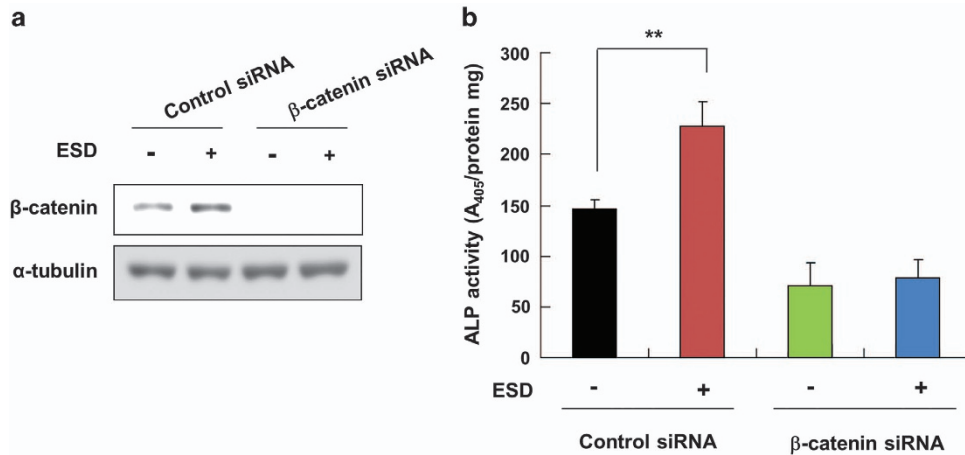 a
Control siRNA
β-catenin siRNA
ESD - + - +
β-catenin
α-tubulin
b
**
300
250
200
150
100
50
0
ALP activity (A405/protein mg)
ESD - + - +
Control siRNA β-catenin siRNA